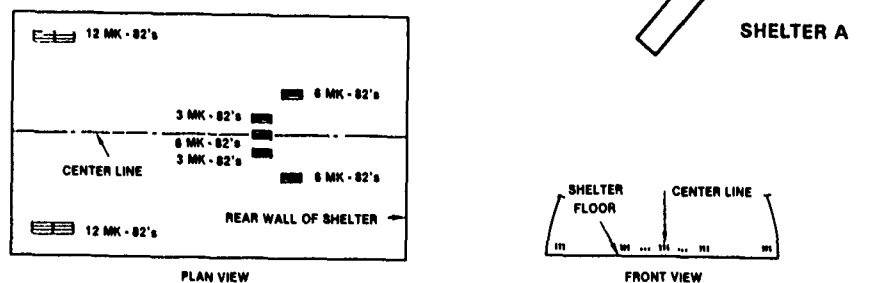 12 MK - 82's
6 MK - 82's
3 MK - 82's
6 MK - 82's
3 MK - 82's
CENTER LINE
6 MK - 82's
REAR WALL OF SHELTER
12 MK - 82's
PLAN VIEW
SHELTER A
SHELTER
FLOOR
CENTER LINE
FRONT VIEW